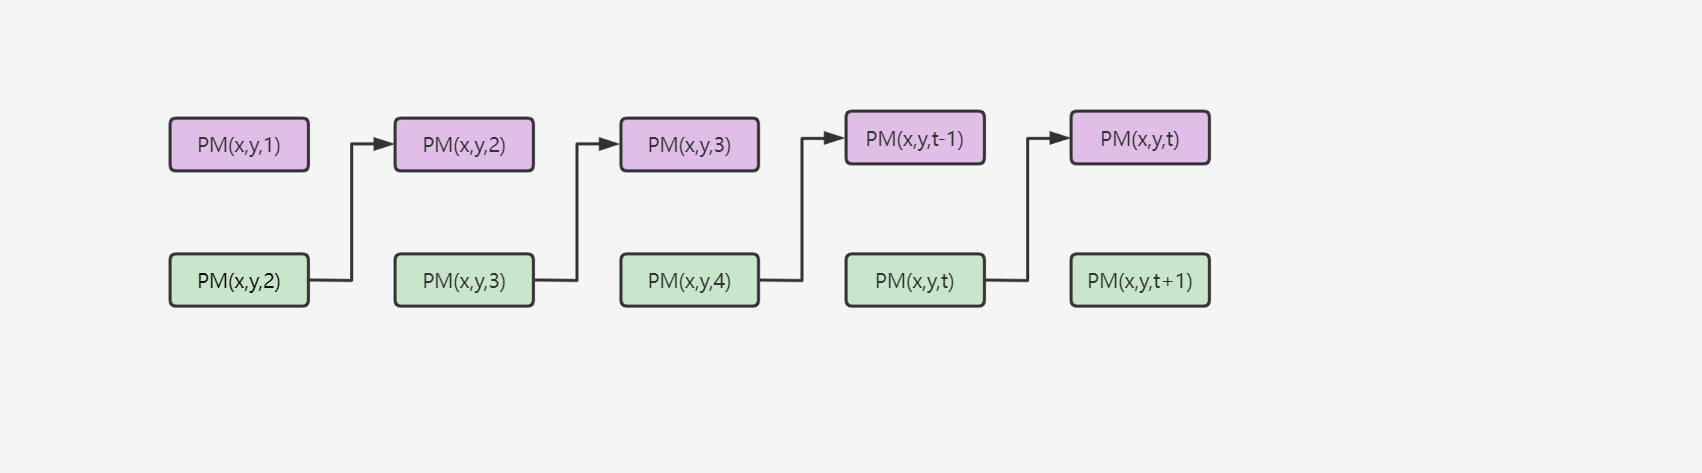 PM(x,y,1)
PM(x,y,2)
PM(x,y,3)
PM(x,y,t-1)
PM(x,y,t)
PM(x,y,2)
PM(x,y,3)
PM(x,y,4)
PM(x,y,t)
PM(x,y,t+1)